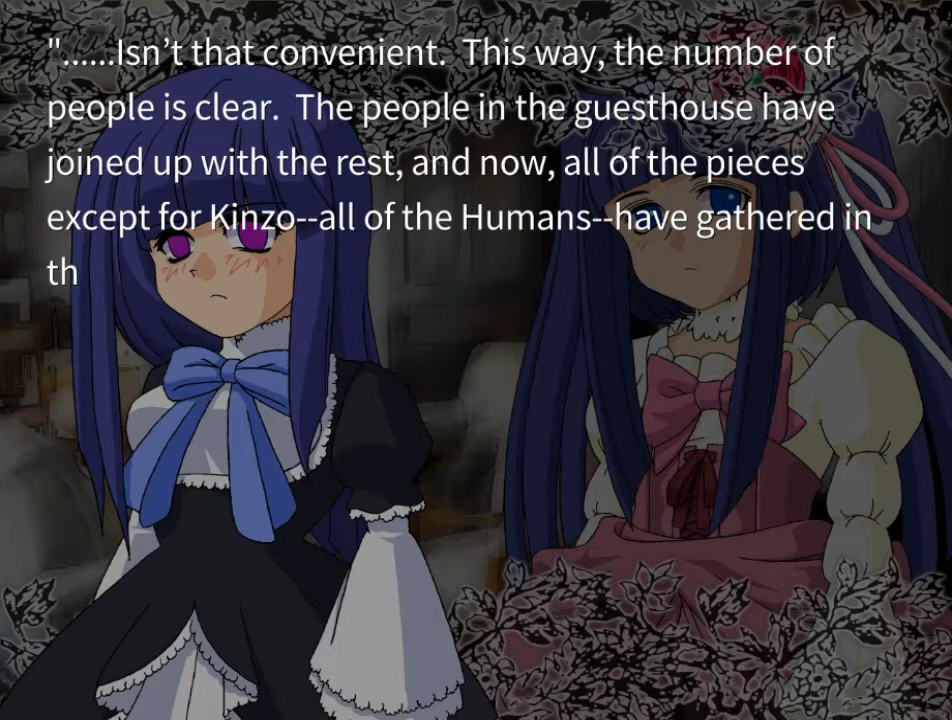 "......Isn’t that convenient.  This way, the number of
people is clear.  The people in the guesthouse have
joined up with the rest, and now, all of the pieces
except for Kinzo--all of the Humans--have gathered in
th